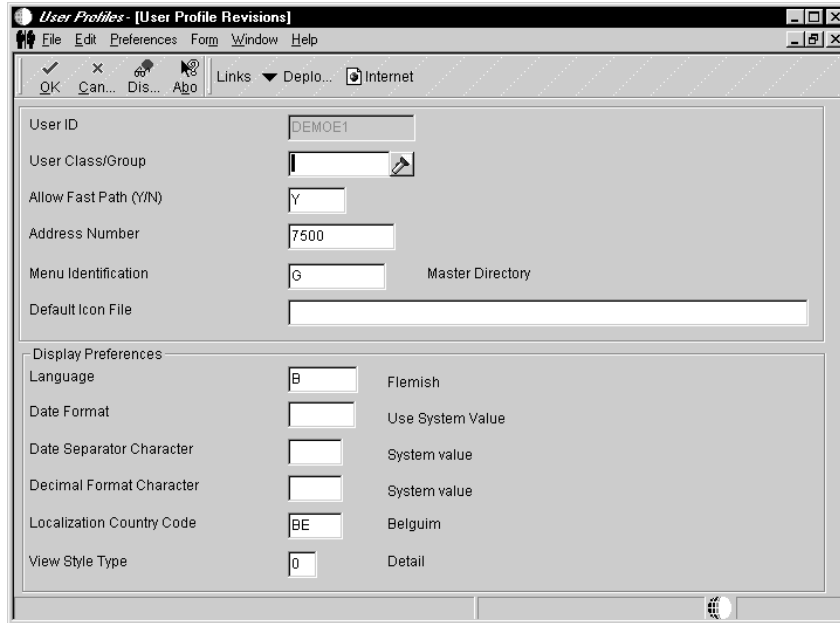 User Profiles - [User Profile Revisions]
File Edit Preferences Form Window Help
OK Can... Dis... Abo Links Deplo... Internet
User ID DEMOE1
User Class/Group
Allow Fast Path (Y/N) Y
Address Number 7500
Menu Identification G Master Directory
Default Icon File
Display Preferences
Language B Flemish
Date Format Use System Value
Date Separator Character System value
Decimal Format Character System value
Localization Country Code BE Belguim
View Style Type 0 Detail